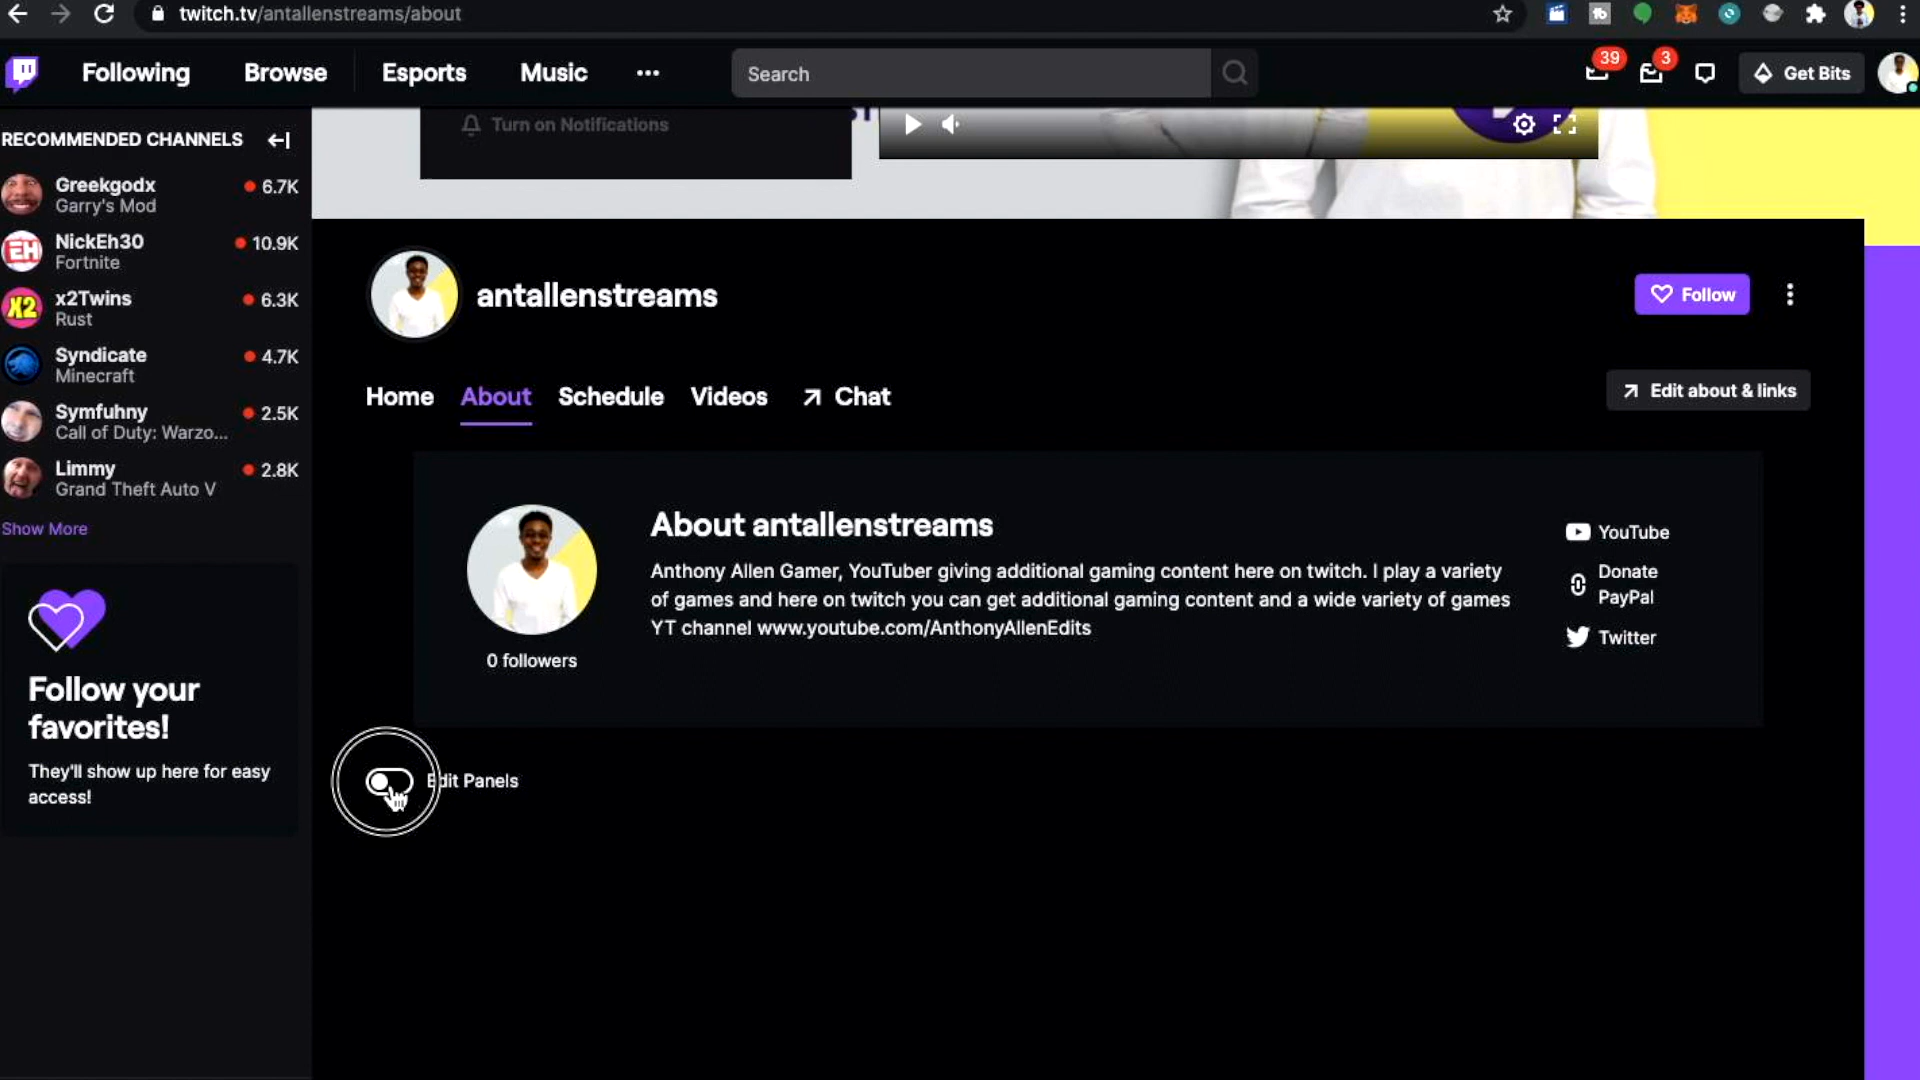 twitch.tv/antallenstreams/about
Following Browse Esports Music
Search
39
3
Get Bits
RECOMMENDED CHANNELS
Greekgodx 6.7K
Garry's Mod
NickEh30 10.9K
Fortnite
x2Twins 6.3K
Rust
Syndicate 4.7K
Minecraft
Symfuhny 2.5K
Call of Duty: Warzo...
Limmy 2.8K
Grand Theft Auto V
Show More
Follow your
favorites!
They'll show up here for easy
access!
Turn on Notifications
antallenstreams
Follow
Home About Schedule Videos Chat
Edit about & links
About antallenstreams
Anthony Allen Gamer, YouTuber giving additional gaming content here on twitch. I play a variety
of games and here on twitch you can get additional gaming content and a wide variety of games
YT channel www.youtube.com/AnthonyAllenEdits
0 followers
YouTube
Donate
PayPal
Twitter
Edit Panels